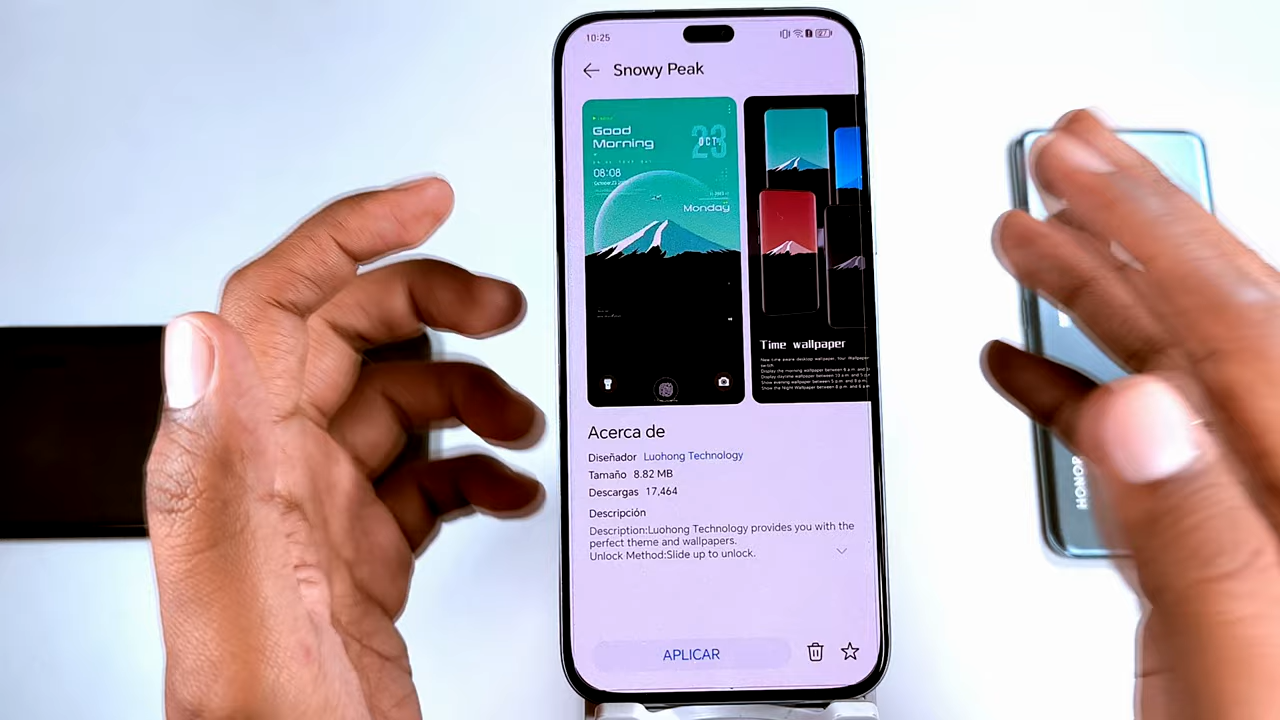 10:25
Snowy Peak
Good
Morning
23
OCT
08:08
Monday
Time wallpaper
Acerca de
Diseñador Luohong Technology
Tamaño 8.82 MB
Descargas 17,464
Descripción
Description:Luohong Technology provides you with the
perfect theme and wallpapers.
Unlock Method:Slide up to unlock.
APLICAR
HONOR